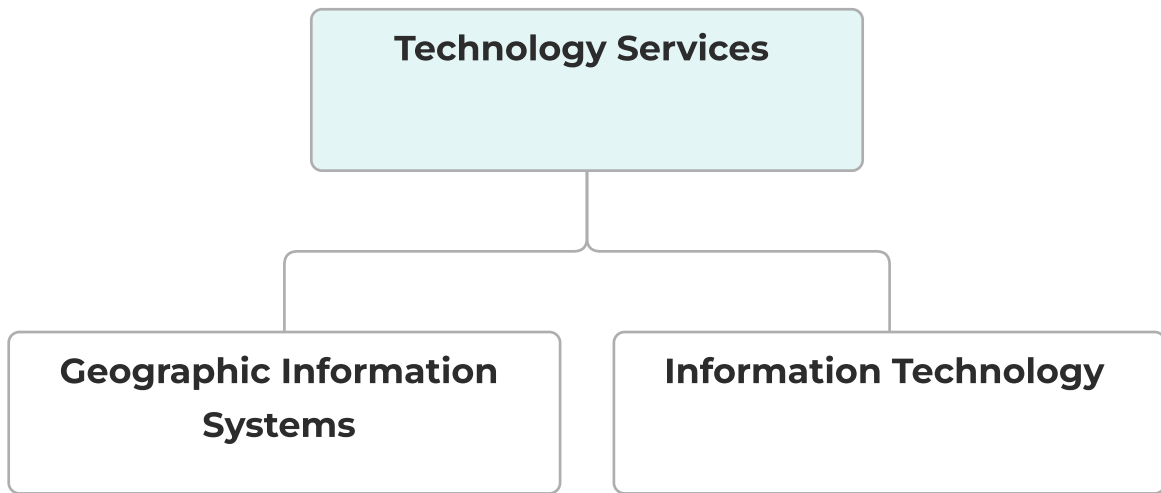 Technology Services
Geographic Information
Systems
Information Technology